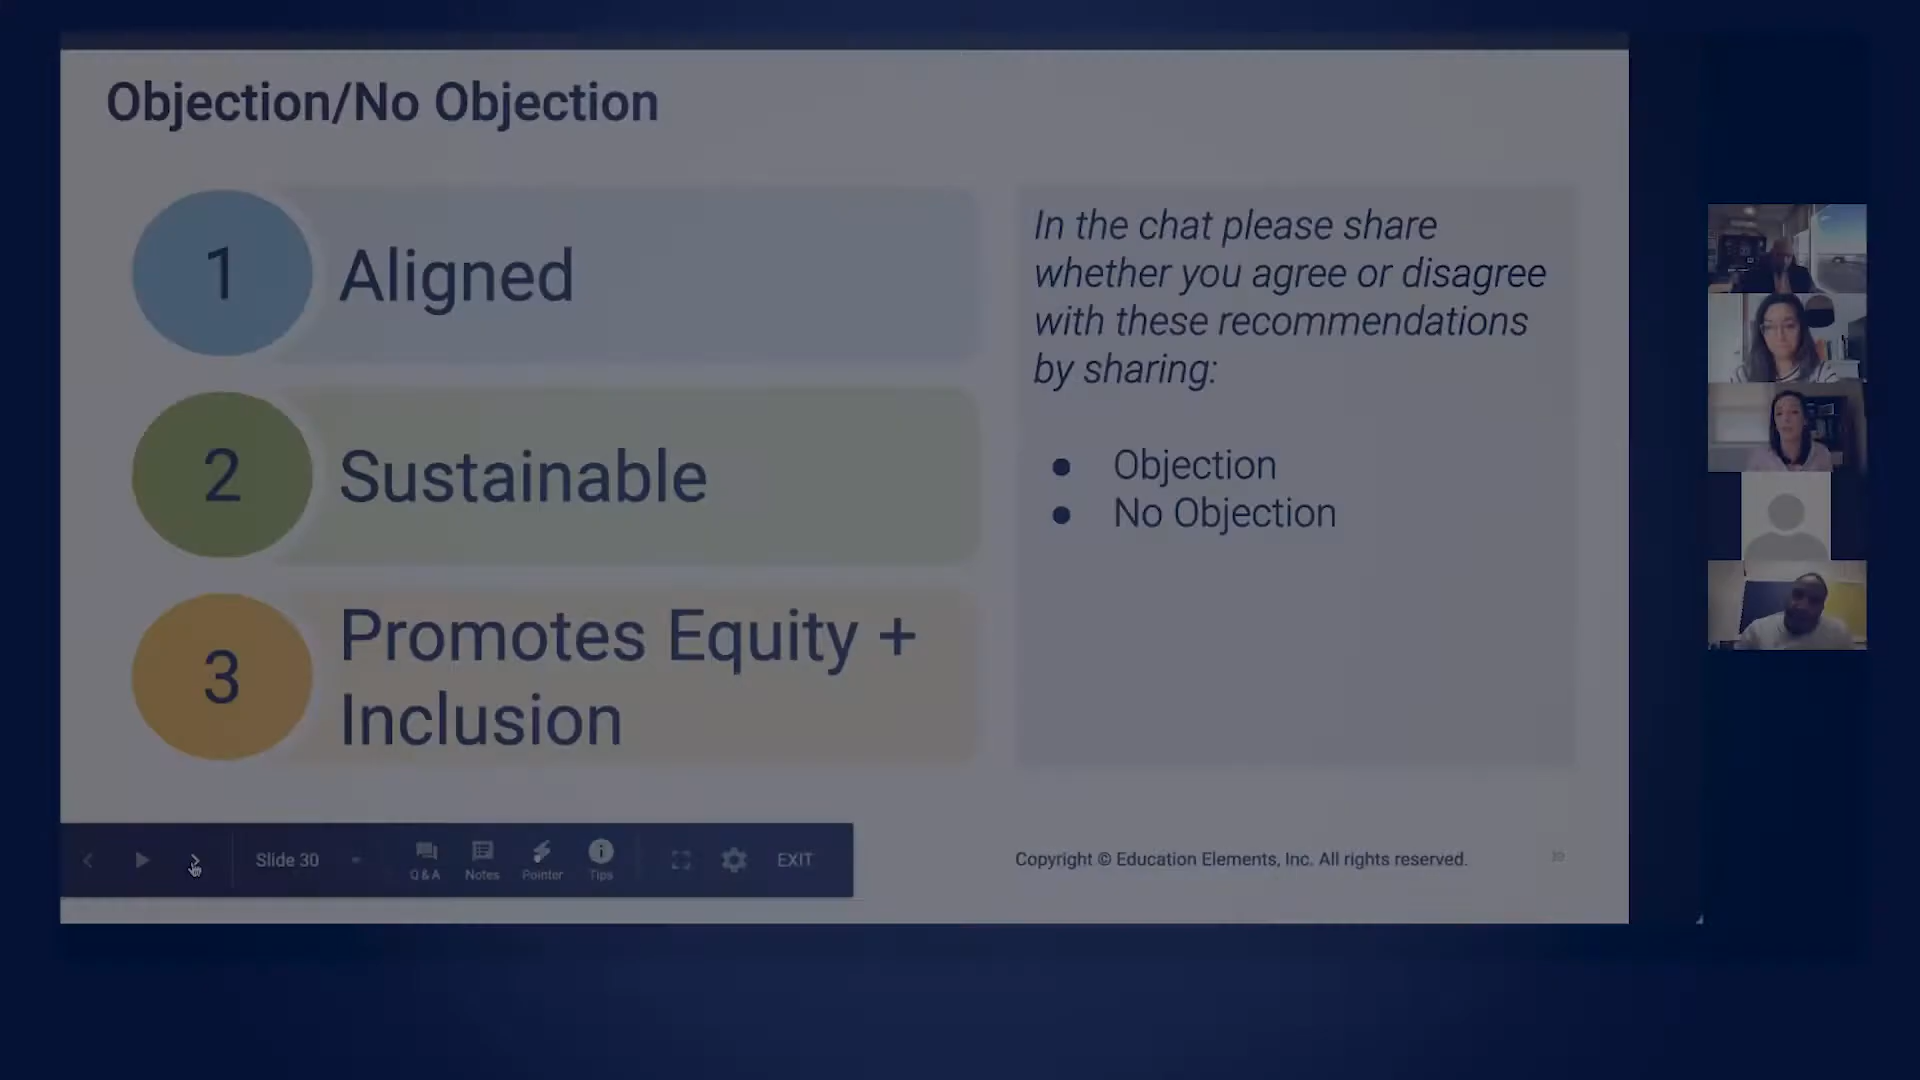 Objection/No Objection
1
Aligned
2
Sustainable
3
Promotes Equity +
Inclusion
In the chat please share
whether you agree or disagree
with these recommendations
by sharing:
● Objection
● No Objection
Slide 30
Q & A
Notes
Pointer
Tips
EXIT
Copyright © Education Elements, Inc. All rights reserved.